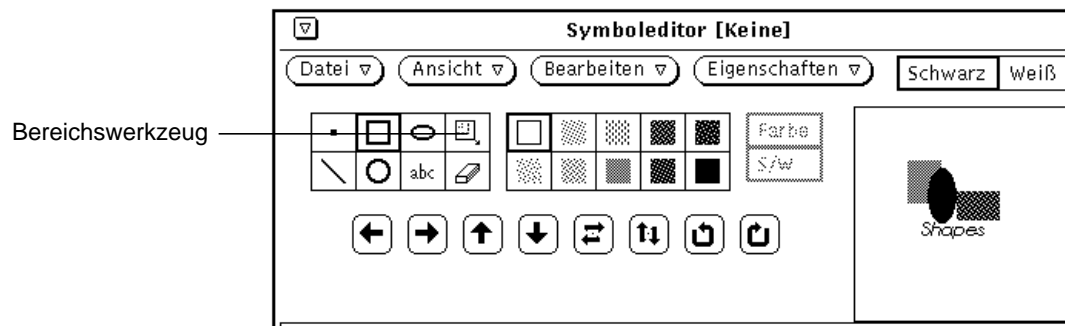 Symboleditor [Keine]
Datei Ansicht Bearbeiten Eigenschaften Schwarz Weiß
Bereichswerkzeug
Farbe
abc S/W
Shapes